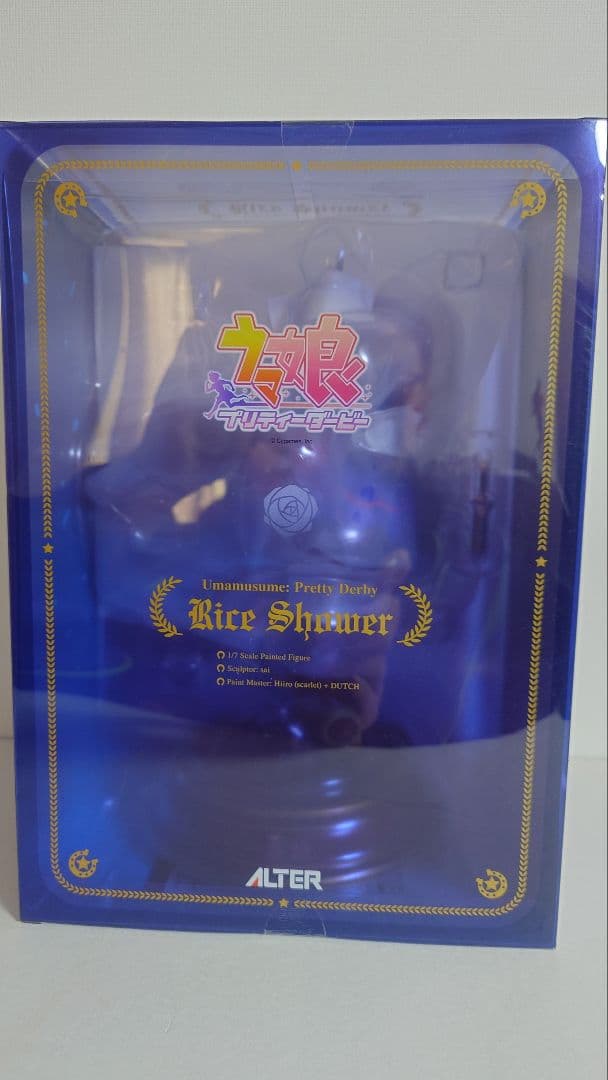 ウマ娘
プリティーダービー
© Cygames, Inc.
Umamusume: Pretty Derby
Rice Shower
1/7 Scale Painted Figure
Sculptor: sai
Paint Master: Hiiro (scarlet) + DUTCH
ALTER